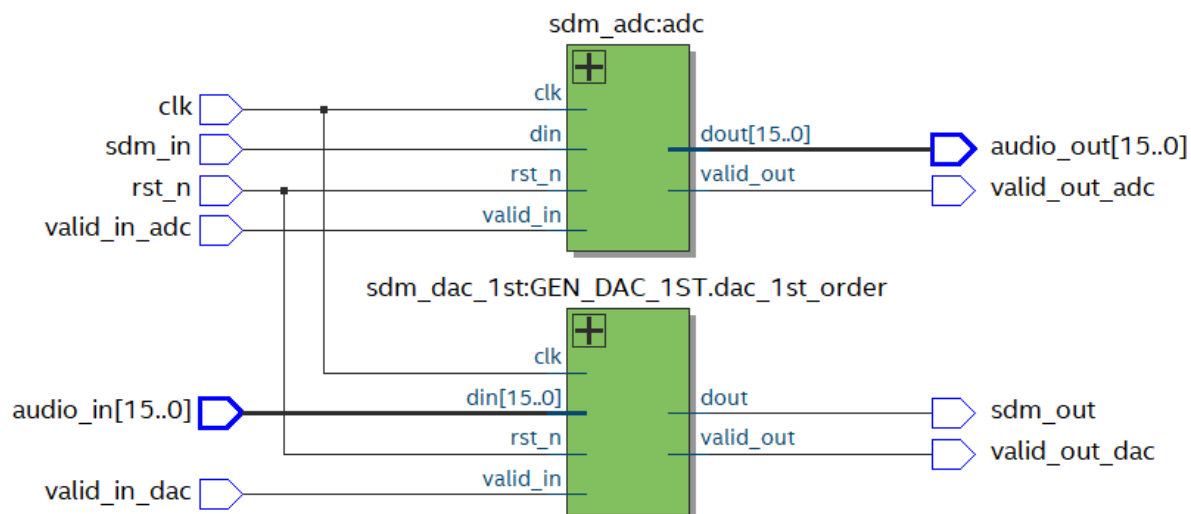 sdm_adc:adc
clk
sdm_in
rst_n
valid_in_adc
clk
din
rst_n
valid_in
dout[15..0]
valid_out
audio_out[15..0]
valid_out_adc
sdm_dac_1st:GEN_DAC_1ST.dac_1st_order
audio_in[15..0]
valid_in_dac
clk
din[15..0]
rst_n
valid_in
dout
valid_out
sdm_out
valid_out_dac